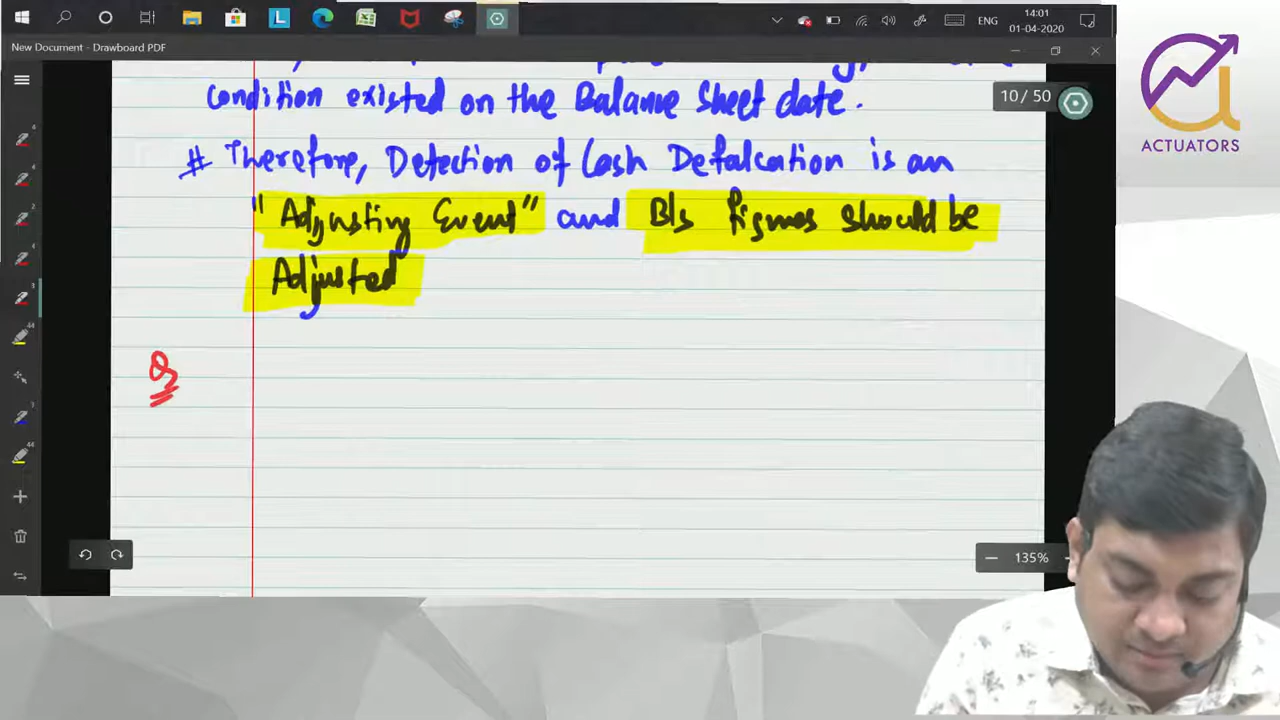 ENG
14:01
01-04-2020
New Document - Drawboard PDF
condition existed on the Balance Sheet date.
10 / 50
ACTUATORS
# Therefore, Detection of Cash Defalcation is an
"Adjusting Event" and B/s figures should be
Adjusted
Q
135%